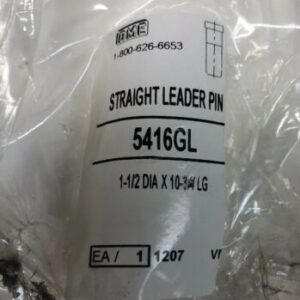 DME
1-800-626-6653
STRAIGHT LEADER PIN
5416GL
1-1/2 DIA X 10-3/4 LG
EA / 1 1207